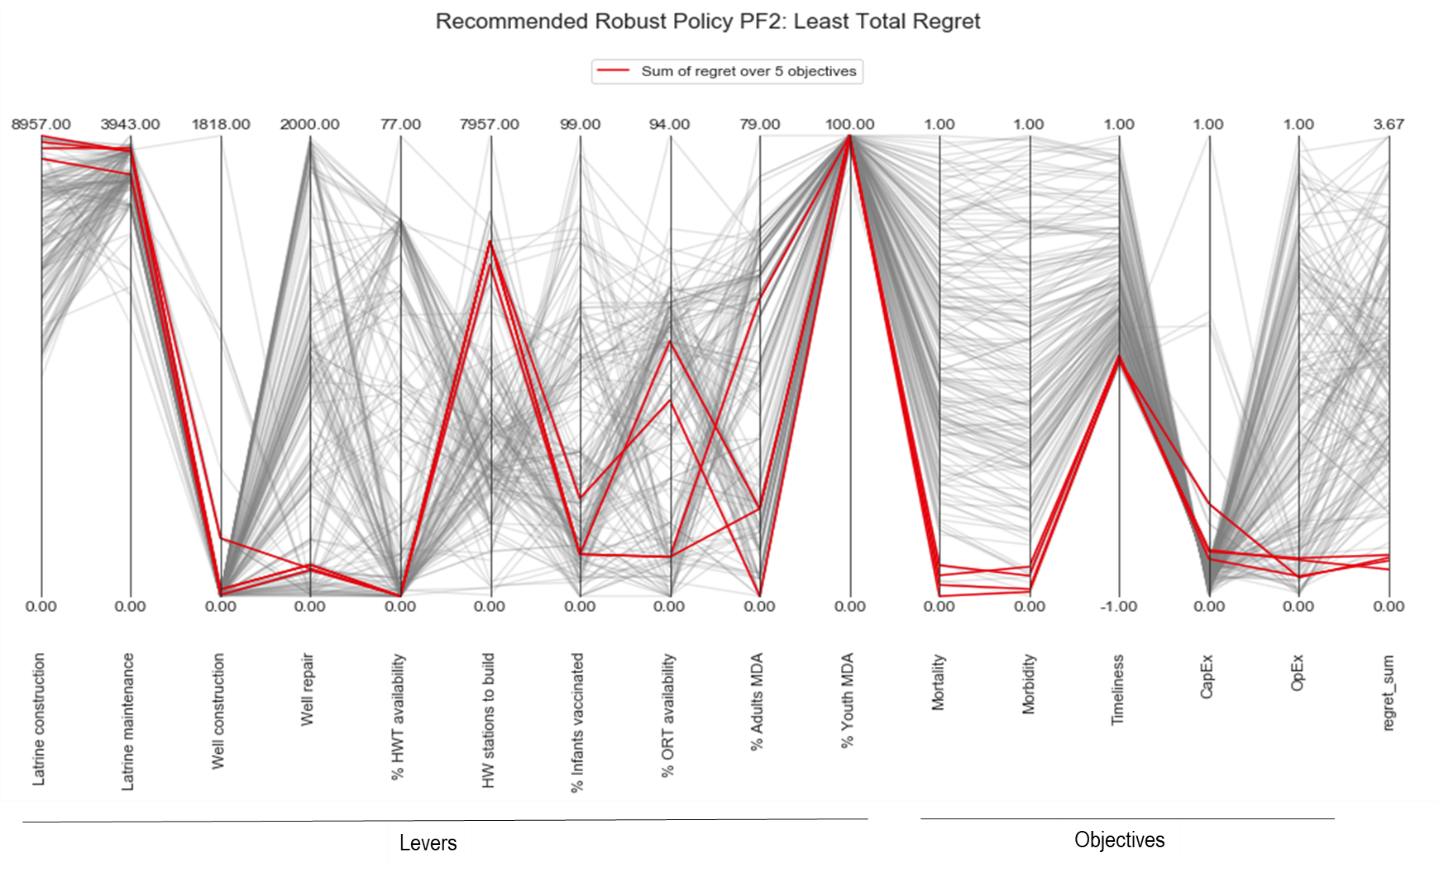 Recommended Robust Policy PF2: Least Total Regret
Sum of regret over 5 objectives
8957.00 3943.00 1818.00 2000.00 77.00 7957.00 99.00 94.00 79.00 100.00 1.00 1.00 1.00 1.00 1.00 3.67
0.00 0.00 0.00 0.00 0.00 0.00 0.00 0.00 0.00 0.00 0.00 0.00 -1.00 0.00 0.00 0.00
Latrine construction
Latrine maintenance
Well construction
Well repair
% HWT availability
HW stations to build
% Infants vaccinated
% ORT availability
% Adults MDA
% Youth MDA
Mortality
Morbidity
Timeliness
CapEx
OpEx
regret_sum
Levers
Objectives